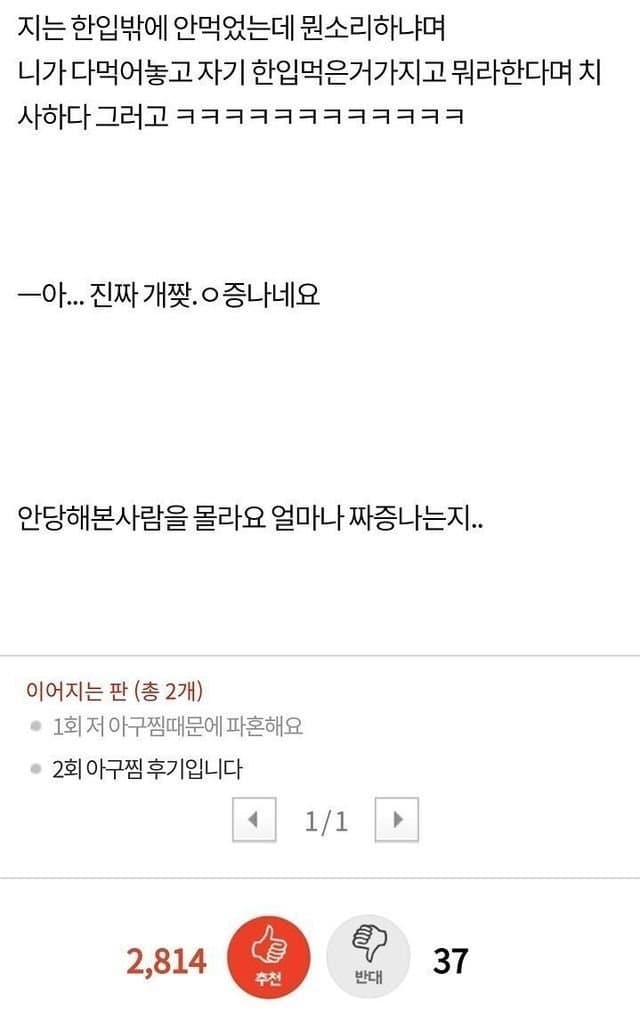 지는 한입밖에 안먹었는데 뭔소리하냐며
니가 다먹어놓고 자기 한입먹은거가지고 뭐라한다며 치
사하다 그러고 ㅋㅋㅋㅋㅋㅋㅋㅋㅋㅋㅋㅋ
ㅡ아... 진짜 개짲.ㅇ증나네요
안당해본사람을 몰라요 얼마나 짜증나는지..
이어지는 판 (총 2개)
1회 저 아구찜때문에 파혼해요
2회 아구찜 후기입니다
1/1
2,814 추천 반대 37